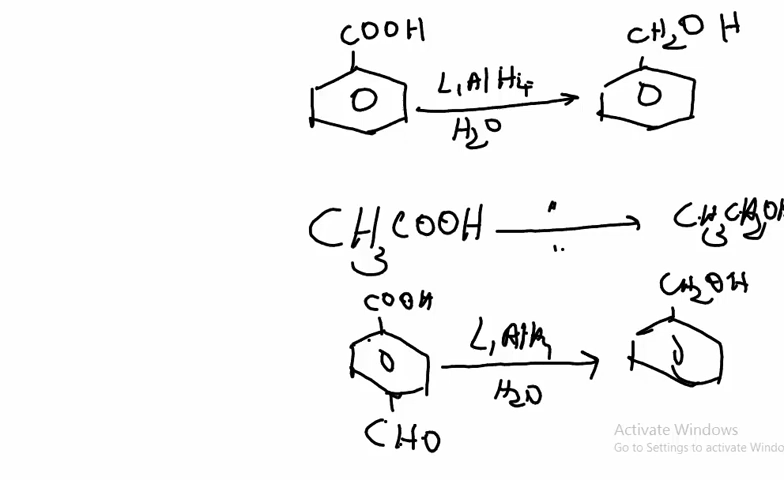 COOH
CH2OH
LiAlH4
H2O
CH3COOH
" 
"
CH3CH2OH
COOH
CH2OH
LiAlH4
H2O
CHO
Activate Windows
Go to Settings to activate Windo